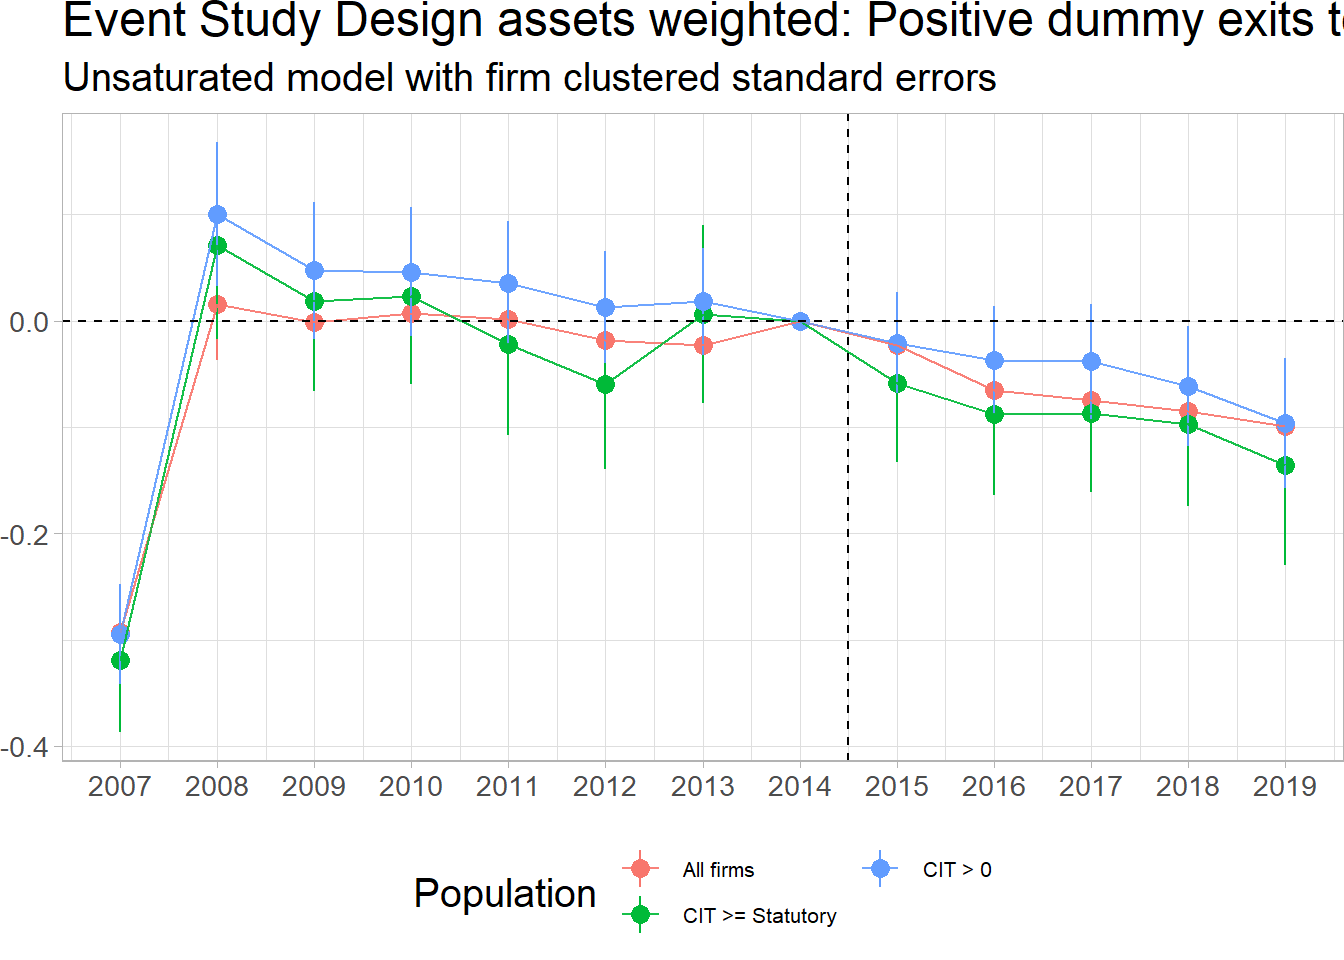 Event Study Design assets weighted: Positive dummy exits
Unsaturated model with firm clustered standard errors
0.0
-0.2
-0.4
2007 2008 2009 2010 2011 2012 2013 2014 2015 2016 2017 2018 2019
Population
All firms
CIT > 0
CIT >= Statutory